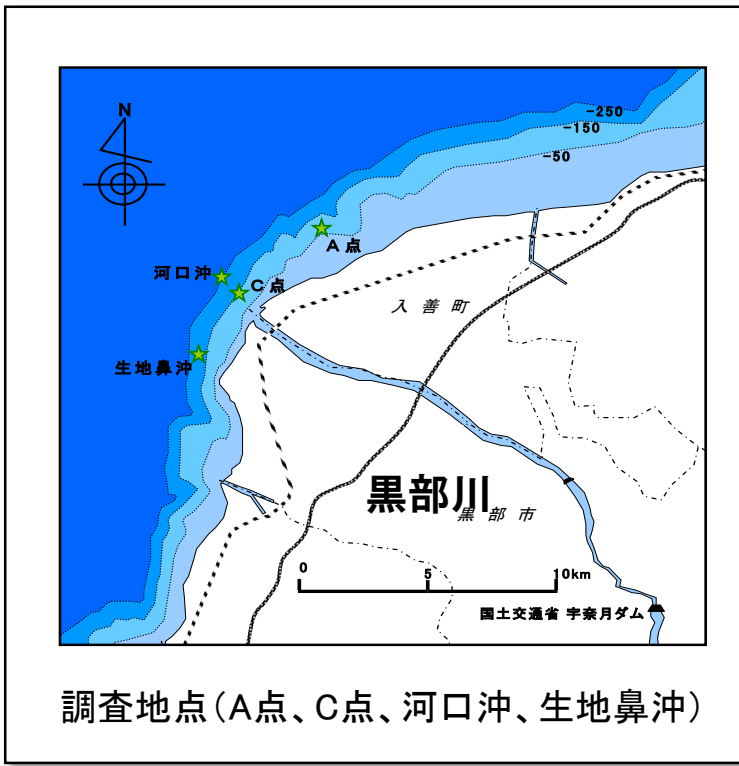 N
-250
-150
-50
A点
河口沖
C点
入善町
生地鼻沖
黒部川
黒部市
0 5 10km
国土交通省 宇奈月ダム
調査地点（A点、C点、河口沖、生地鼻沖）